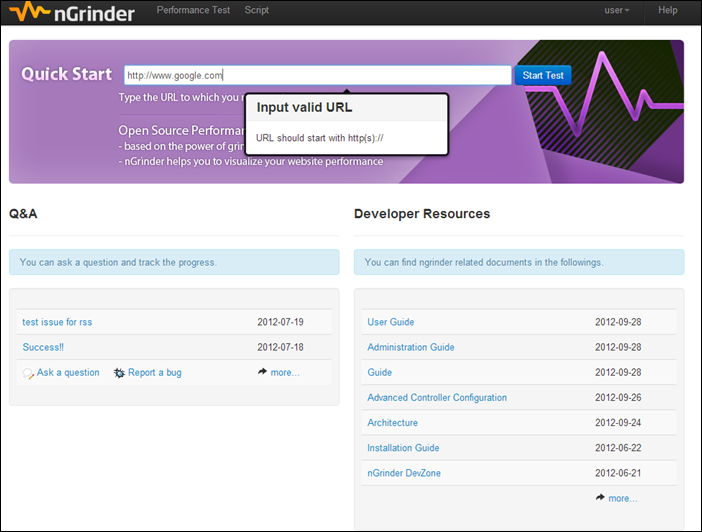 nGrinder Performance Test Script user Help
Quick Start http://www.google.com Start Test
Type the URL to which you
Input valid URL
URL should start with http(s)://
Open Source Performa
- based on the power of grin
- nGrinder helps you to visualize your website performance
Q&A
You can ask a question and track the progress.
test issue for rss 2012-07-19
Success!! 2012-07-18
Ask a question Report a bug more...
Developer Resources
You can find ngrinder related documents in the followings.
User Guide 2012-09-28
Administration Guide 2012-09-28
Guide 2012-09-28
Advanced Controller Configuration 2012-09-26
Architecture 2012-09-24
Installation Guide 2012-06-22
nGrinder DevZone 2012-06-21
more...